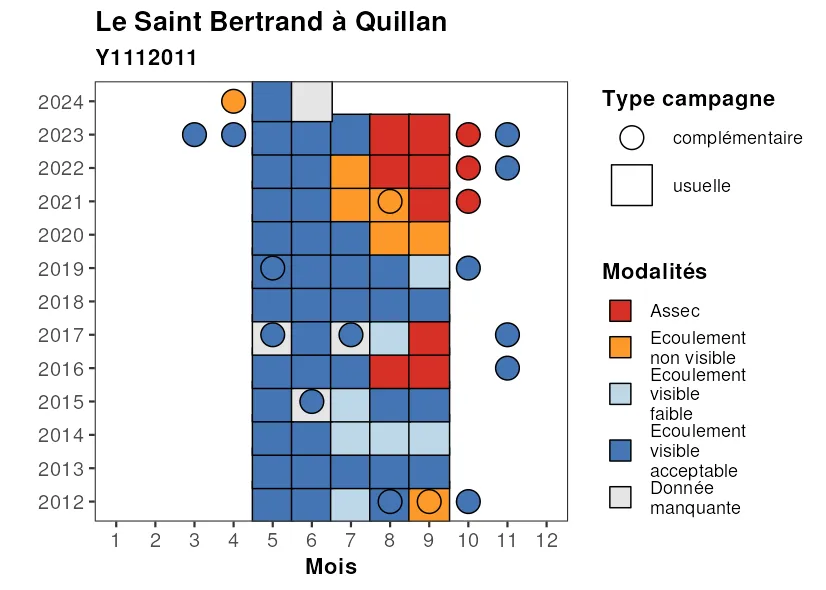 Le Saint Bertrand à Quillan
Y1112011
2024
2023
2022
2021
2020
2019
2018
2017
2016
2015
2014
2013
2012
1 2 3 4 5 6 7 8 9 10 11 12
Mois
Type campagne
complémentaire
usuelle
Modalités
Assec
Ecoulement
non visible
Ecoulement
visible
faible
Ecoulement
visible
acceptable
Donnée
manquante